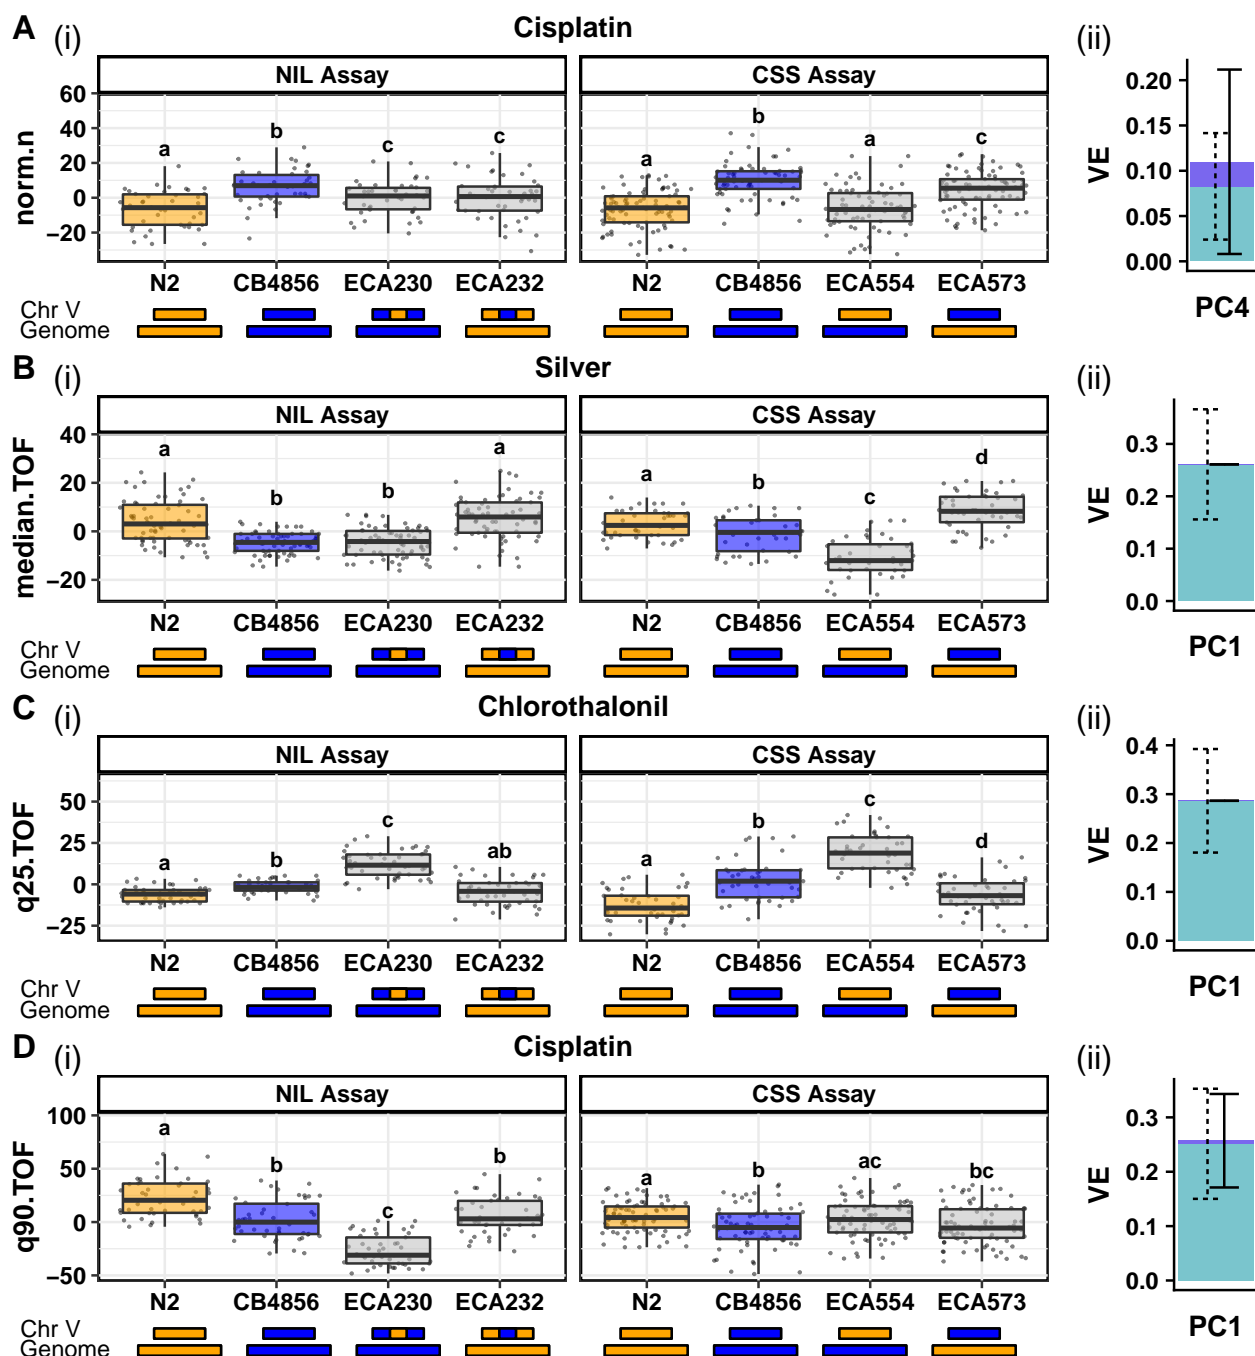 A (i) Cisplatin (ii)
NIL Assay CSS Assay
norm.n
60
40
20
0
−20
a b c c a b a c
N2 CB4856 ECA230 ECA232 N2 CB4856 ECA554 ECA573
Chr V
Genome
VE
0.20
0.15
0.10
0.05
0.00
PC4
B (i) Silver (ii)
NIL Assay CSS Assay
median.TOF
40
20
0
−20
a b b a a b c d
N2 CB4856 ECA230 ECA232 N2 CB4856 ECA554 ECA573
Chr V
Genome
VE
0.3
0.2
0.1
0.0
PC1
C (i) Chlorothalonil (ii)
NIL Assay CSS Assay
q25.TOF
50
25
0
−25
a b c ab a b c d
N2 CB4856 ECA230 ECA232 N2 CB4856 ECA554 ECA573
Chr V
Genome
VE
0.4
0.3
0.2
0.1
0.0
PC1
D (i) Cisplatin (ii)
NIL Assay CSS Assay
q90.TOF
100
50
0
−50
a b c b a b ac bc
N2 CB4856 ECA230 ECA232 N2 CB4856 ECA554 ECA573
Chr V
Genome
VE
0.3
0.2
0.1
0.0
PC1